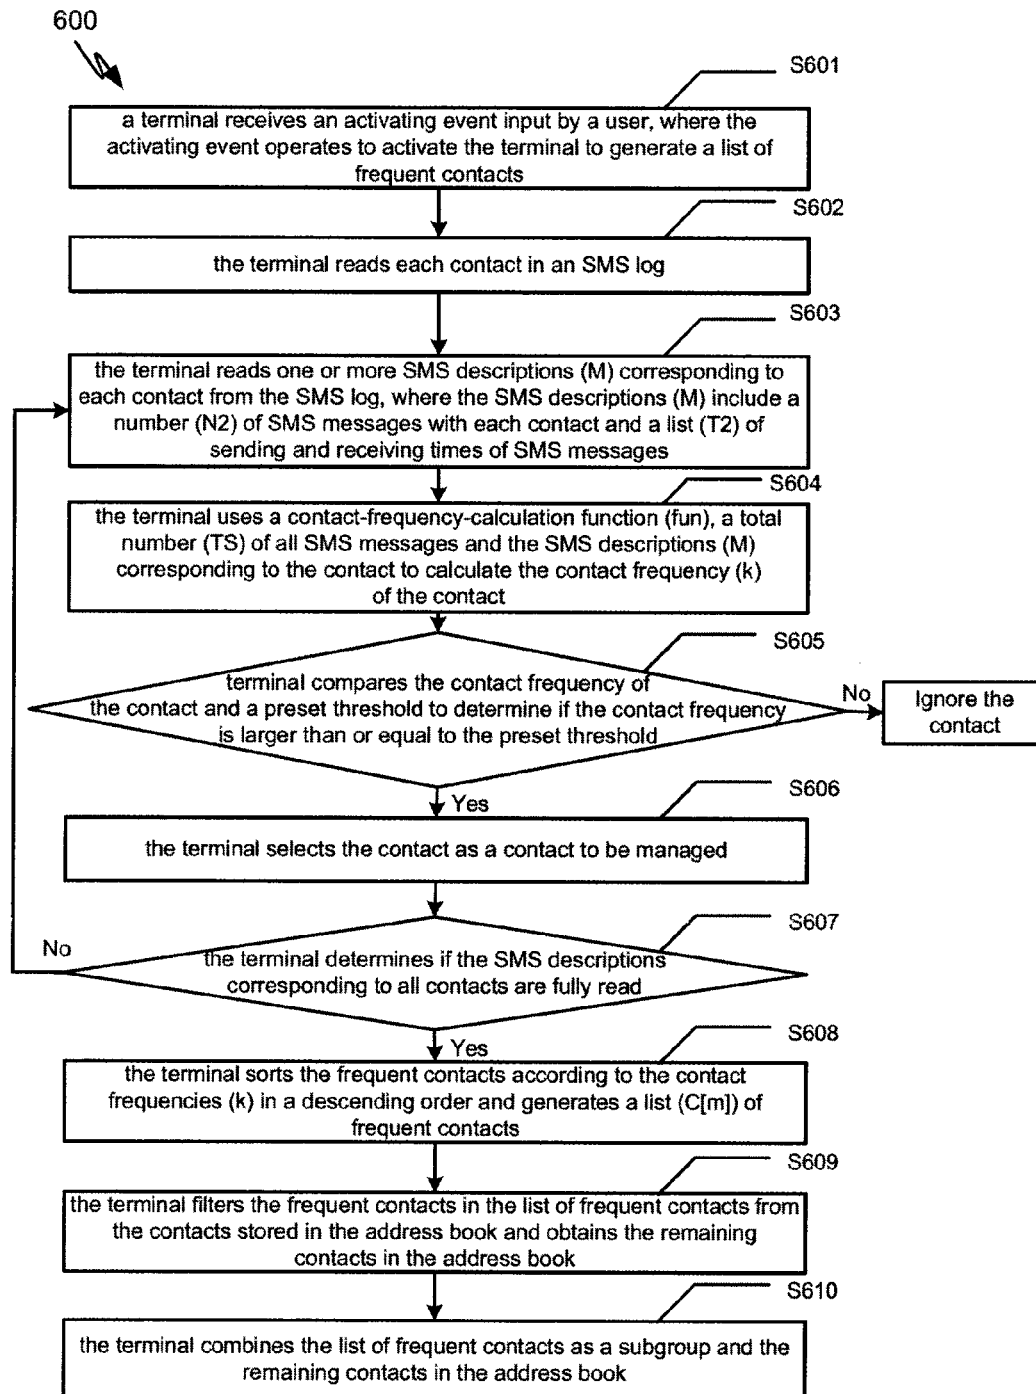 600
S601
a terminal receives an activating event input by a user, where the
activating event operates to activate the terminal to generate a list of
frequent contacts
S602
the terminal reads each contact in an SMS log
S603
the terminal reads one or more SMS descriptions (M) corresponding to
each contact from the SMS log, where the SMS descriptions (M) include a
number (N2) of SMS messages with each contact and a list (T2) of
sending and receiving times of SMS messages
S604
the terminal uses a contact-frequency-calculation function (fun), a total
number (TS) of all SMS messages and the SMS descriptions (M)
corresponding to the contact to calculate the contact frequency (k)
of the contact
S605
terminal compares the contact frequency of
the contact and a preset threshold to determine if the contact frequency
is larger than or equal to the preset threshold
No
Ignore the
contact
Yes
S606
the terminal selects the contact as a contact to be managed
S607
No
the terminal determines if the SMS descriptions
corresponding to all contacts are fully read
Yes
S608
the terminal sorts the frequent contacts according to the contact
frequencies (k) in a descending order and generates a list (C[m]) of
frequent contacts
S609
the terminal filters the frequent contacts in the list of frequent contacts from
the contacts stored in the address book and obtains the remaining
contacts in the address book
S610
the terminal combines the list of frequent contacts as a subgroup and the
remaining contacts in the address book